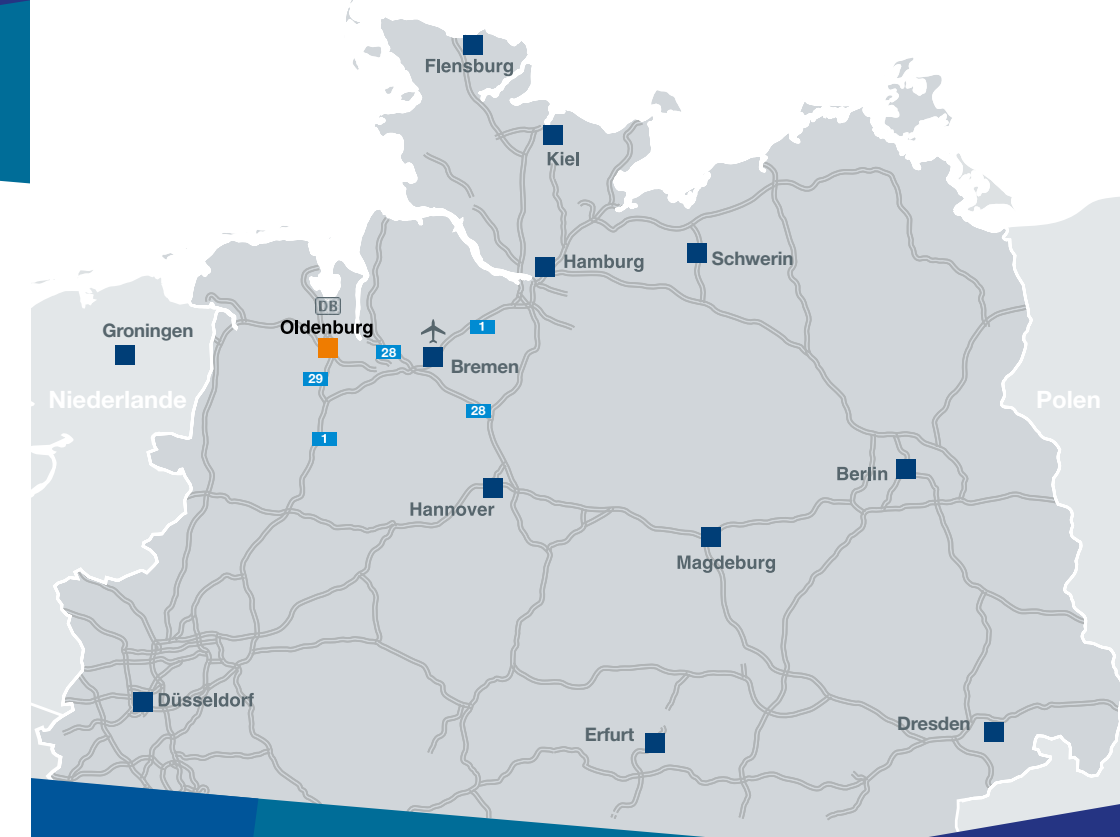 Flensburg
Kiel
Hamburg
Schwerin
DB
Oldenburg
Groningen
1
28
Bremen
29
Niederlande
Polen
28
1
Berlin
Hannover
Magdeburg
Düsseldorf
Erfurt
Dresden